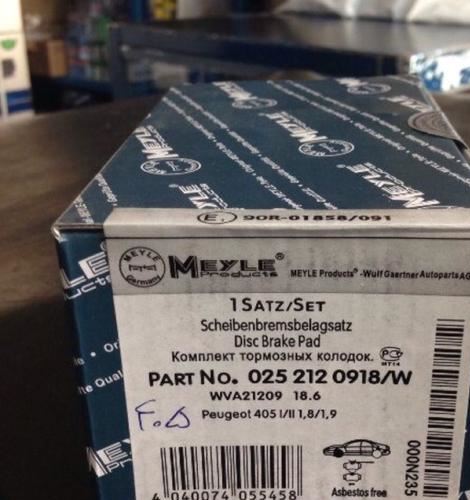 MEYLE
E 90R-01858/091
MEYLE
Germany
MEYLE®
Products
MEYLE Products® -Wulf Gaertner Autoparts AG
1 SATZ/SET
Scheibenbremsbelagsatz
Disc Brake Pad
Комплект тормозных колодок.
МТ14
PART NO. 025 212 0918/W
WVA21209 18.6
Peugeot 405 I/II 1,8/1,9
000N235
Asbestos free
4 040074 055458